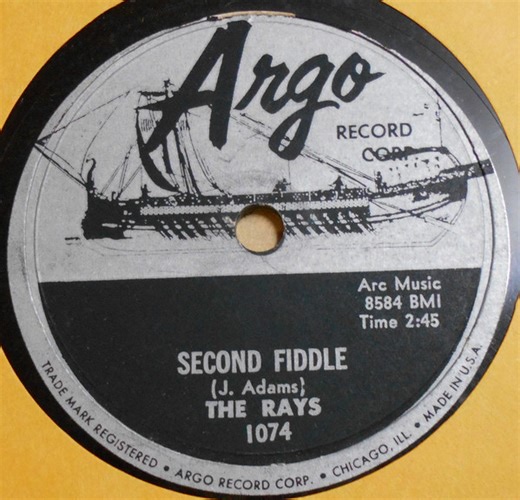 Argo
RECORD
CORP.
Arc Music
8584 BMI
Time 2:45
SECOND FIDDLE
(J. Adams)
THE RAYS
1074
TRADE MARK REGISTERED • ARGO RECORD CORP. • CHICAGO, ILL. • MADE IN U.S.A.